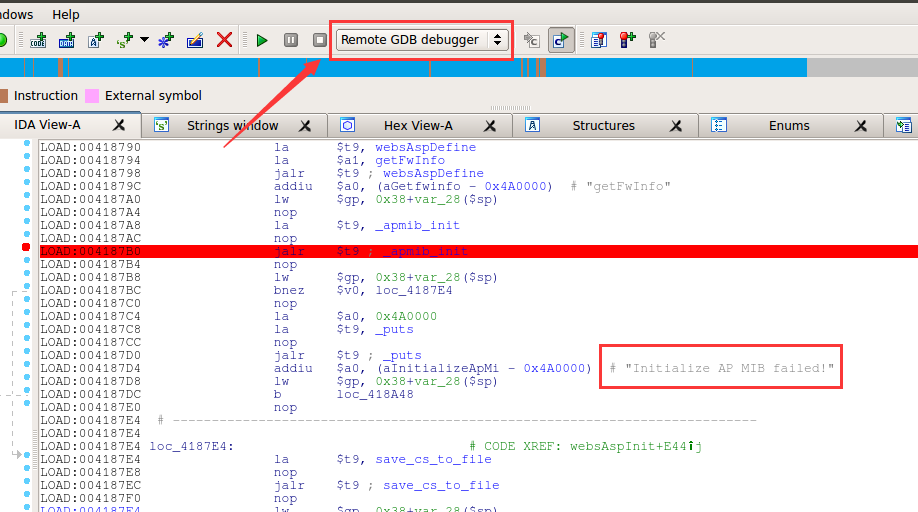 ndows Help
Remote GDB debugger
Instruction External symbol
IDA View-A Strings window Hex View-A Structures Enums
LOAD:00418790 la $t9, websAspDefine
LOAD:00418794 la $a1, getFwInfo
LOAD:00418798 jalr $t9 ; websAspDefine
LOAD:0041879C addiu $a0, (aGetfwinfo - 0x4A0000) # "getFwInfo"
LOAD:004187A0 lw $gp, 0x38+var_28($sp)
LOAD:004187A4 nop
LOAD:004187A8 la $t9, _apmib_init
LOAD:004187AC nop
LOAD:004187B0 jalr $t9 ; _apmib_init
LOAD:004187B4 nop
LOAD:004187B8 lw $gp, 0x38+var_28($sp)
LOAD:004187BC bnez $v0, loc_4187E4
LOAD:004187C0 nop
LOAD:004187C4 la $a0, 0x4A0000
LOAD:004187C8 la $t9, _puts
LOAD:004187CC nop
LOAD:004187D0 jalr $t9 ; _puts
LOAD:004187D4 addiu $a0, (aInitializeApMi - 0x4A0000) # "Initialize AP MIB failed!"
LOAD:004187D8 lw $gp, 0x38+var_28($sp)
LOAD:004187DC b loc_418A48
LOAD:004187E0 nop
LOAD:004187E4 # ---------------------------------------------------------------------------
LOAD:004187E4
LOAD:004187E4 loc_4187E4: # CODE XREF: websAspInit+E44↑j
LOAD:004187E4 la $t9, save_cs_to_file
LOAD:004187E8 nop
LOAD:004187EC jalr $t9 ; save_cs_to_file
LOAD:004187F0 nop
lw $gp, 0x38+var_28($sp)